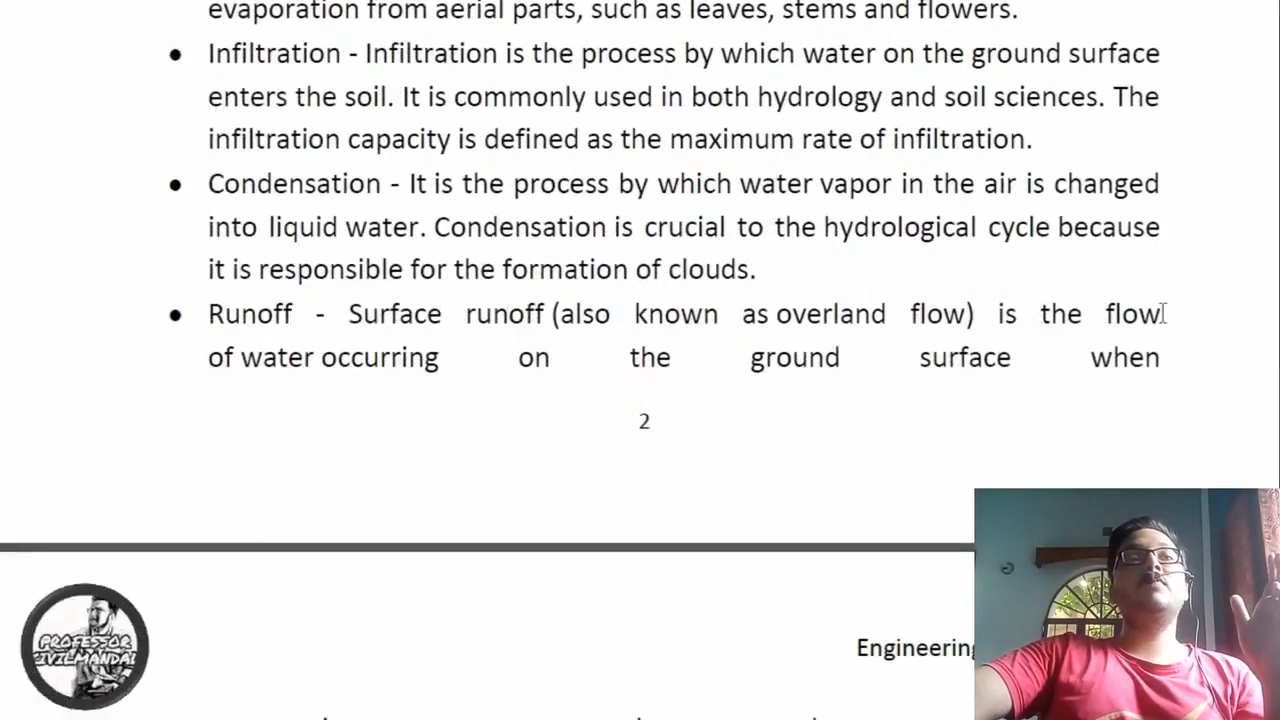 evaporation from aerial parts, such as leaves, stems and flowers.
• Infiltration - Infiltration is the process by which water on the ground surface
enters the soil. It is commonly used in both hydrology and soil sciences. The
infiltration capacity is defined as the maximum rate of infiltration.
• Condensation - It is the process by which water vapor in the air is changed
into liquid water. Condensation is crucial to the hydrological cycle because
it is responsible for the formation of clouds.
• Runoff - Surface runoff (also known as overland flow) is the flow
of water occurring on the ground surface when
2
PROFESSOR
Engineering